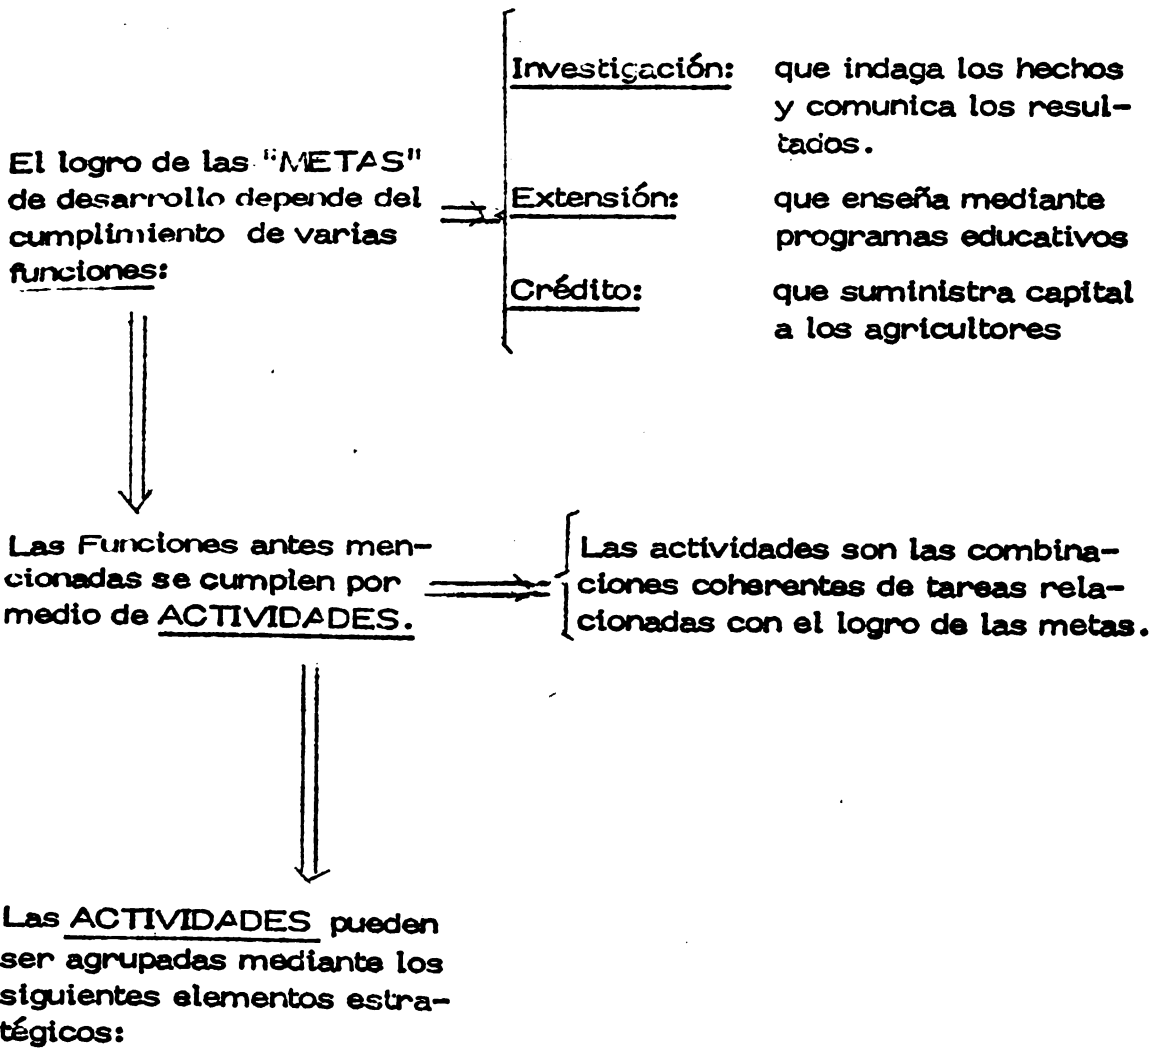 El logro de las "METAS"
de desarrollo depende del
cumplimiento de varias
funciones:
Investigación: que indaga los hechos
y comunica los resul-
tados.
Extensión: que enseña mediante
programas educativos
Crédito: que suministra capital
a los agricultores
Las Funciones antes men-
cionadas se cumplen por
medio de ACTIVIDADES.
Las actividades son las combina-
ciones coherentes de tareas rela-
cionadas con el logro de las metas.
Las ACTIVIDADES pueden
ser agrupadas mediante los
siguientes elementos estra-
tégicos: